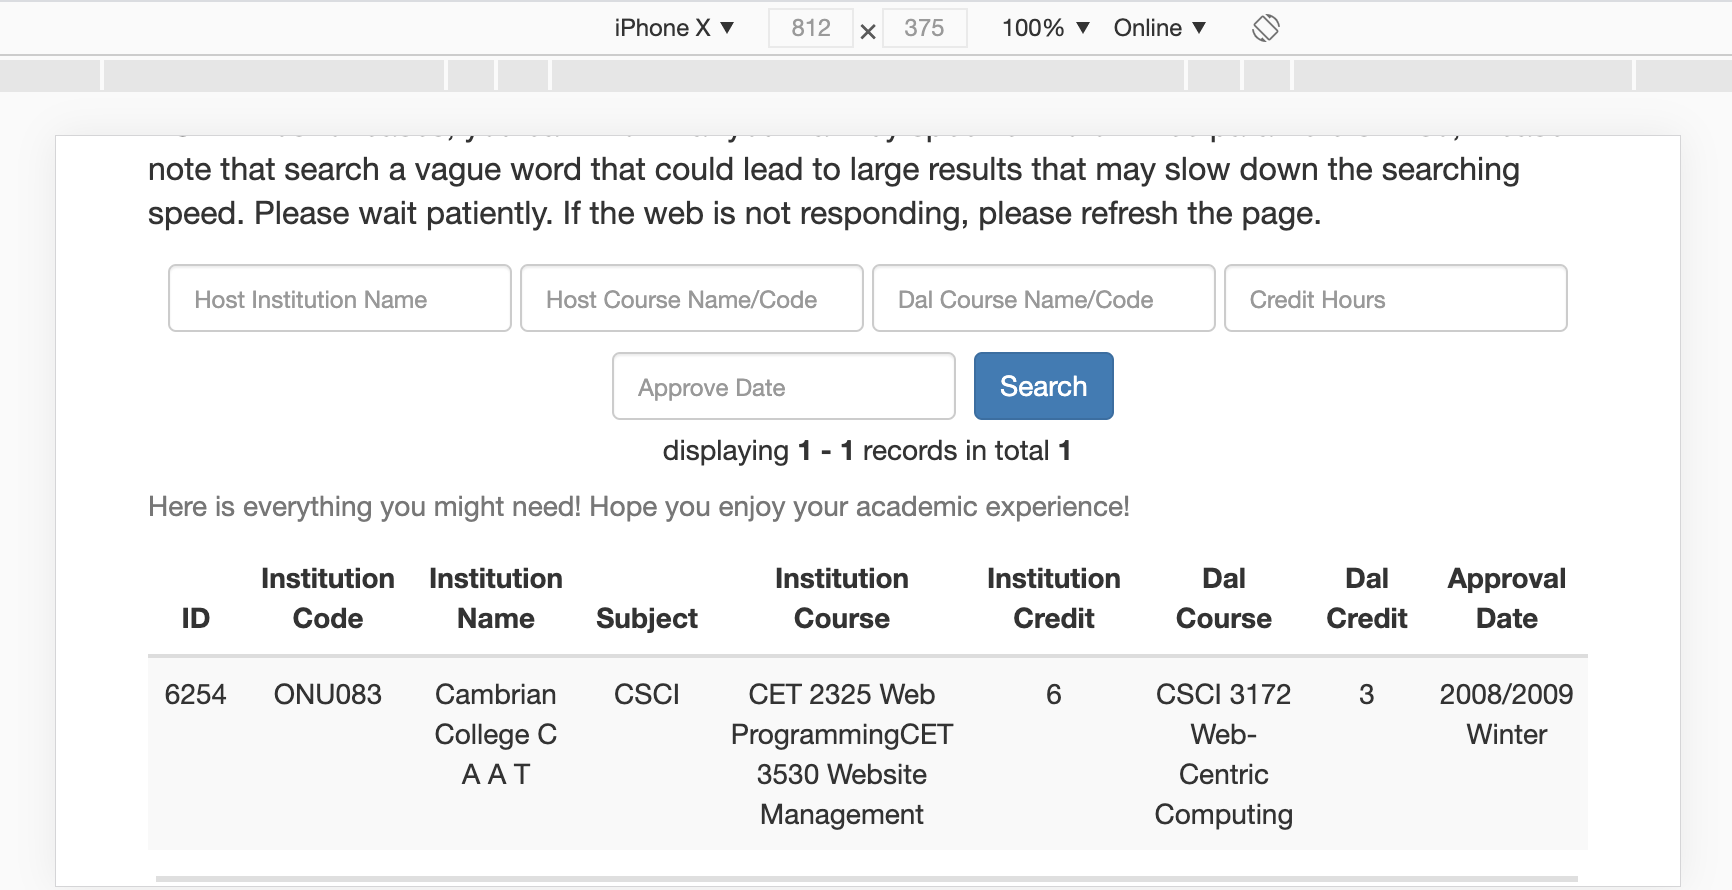 iPhone X ▼ 812 × 375 100% ▼ Online ▼
note that search a vague word that could lead to large results that may slow down the searching
speed. Please wait patiently. If the web is not responding, please refresh the page.
Host Institution Name Host Course Name/Code Dal Course Name/Code Credit Hours
Approve Date Search
displaying 1 - 1 records in total 1
Here is everything you might need! Hope you enjoy your academic experience!
Institution Institution Institution Institution Dal Dal Approval
ID Code Name Subject Course Credit Course Credit Date
6254 ONU083 Cambrian CSCI CET 2325 Web 6 CSCI 3172 3 2008/2009
College C ProgrammingCET Web- Winter
A A T 3530 Website Centric
Management Computing